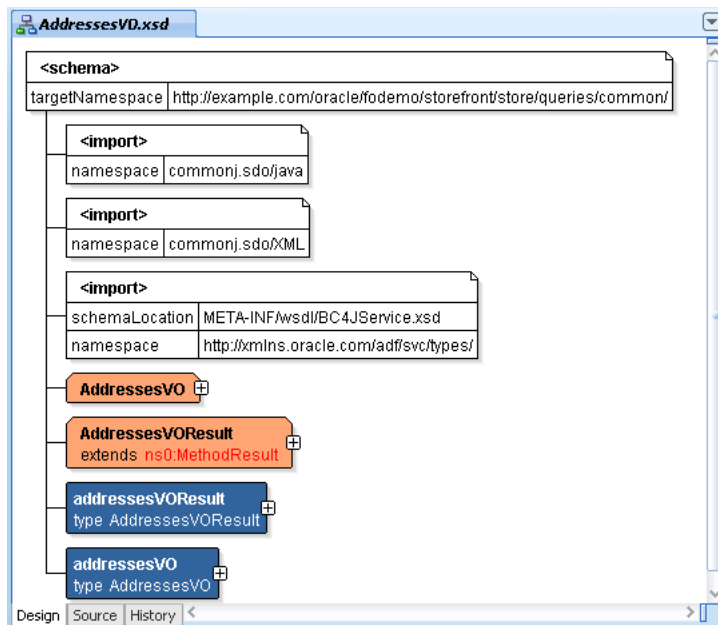 AddressesVO.xsd
<schema>
targetNamespace http://example.com/oracle/fodemo/storefront/store/queries/common/
<import>
namespace commonj.sdo/java
<import>
namespace commonj.sdo/XML
<import>
schemaLocation META-INF/wsdl/BC4JService.xsd
namespace http://xmlns.oracle.com/adf/svc/types/
AddressesVO
AddressesVOResult
extends ns0:MethodResult
addressesVOResult
type AddressesVOResult
addressesVO
type AddressesVO
Design Source History